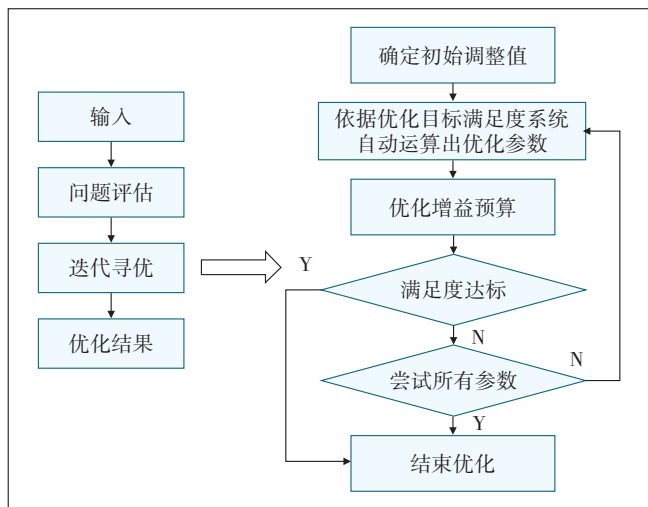 输入
问题评估
迭代寻优
优化结果
确定初始调整值
依据优化目标满足度系统
自动运算出优化参数
优化增益预算
Y
满足度达标
N
尝试所有参数
N
Y
结束优化